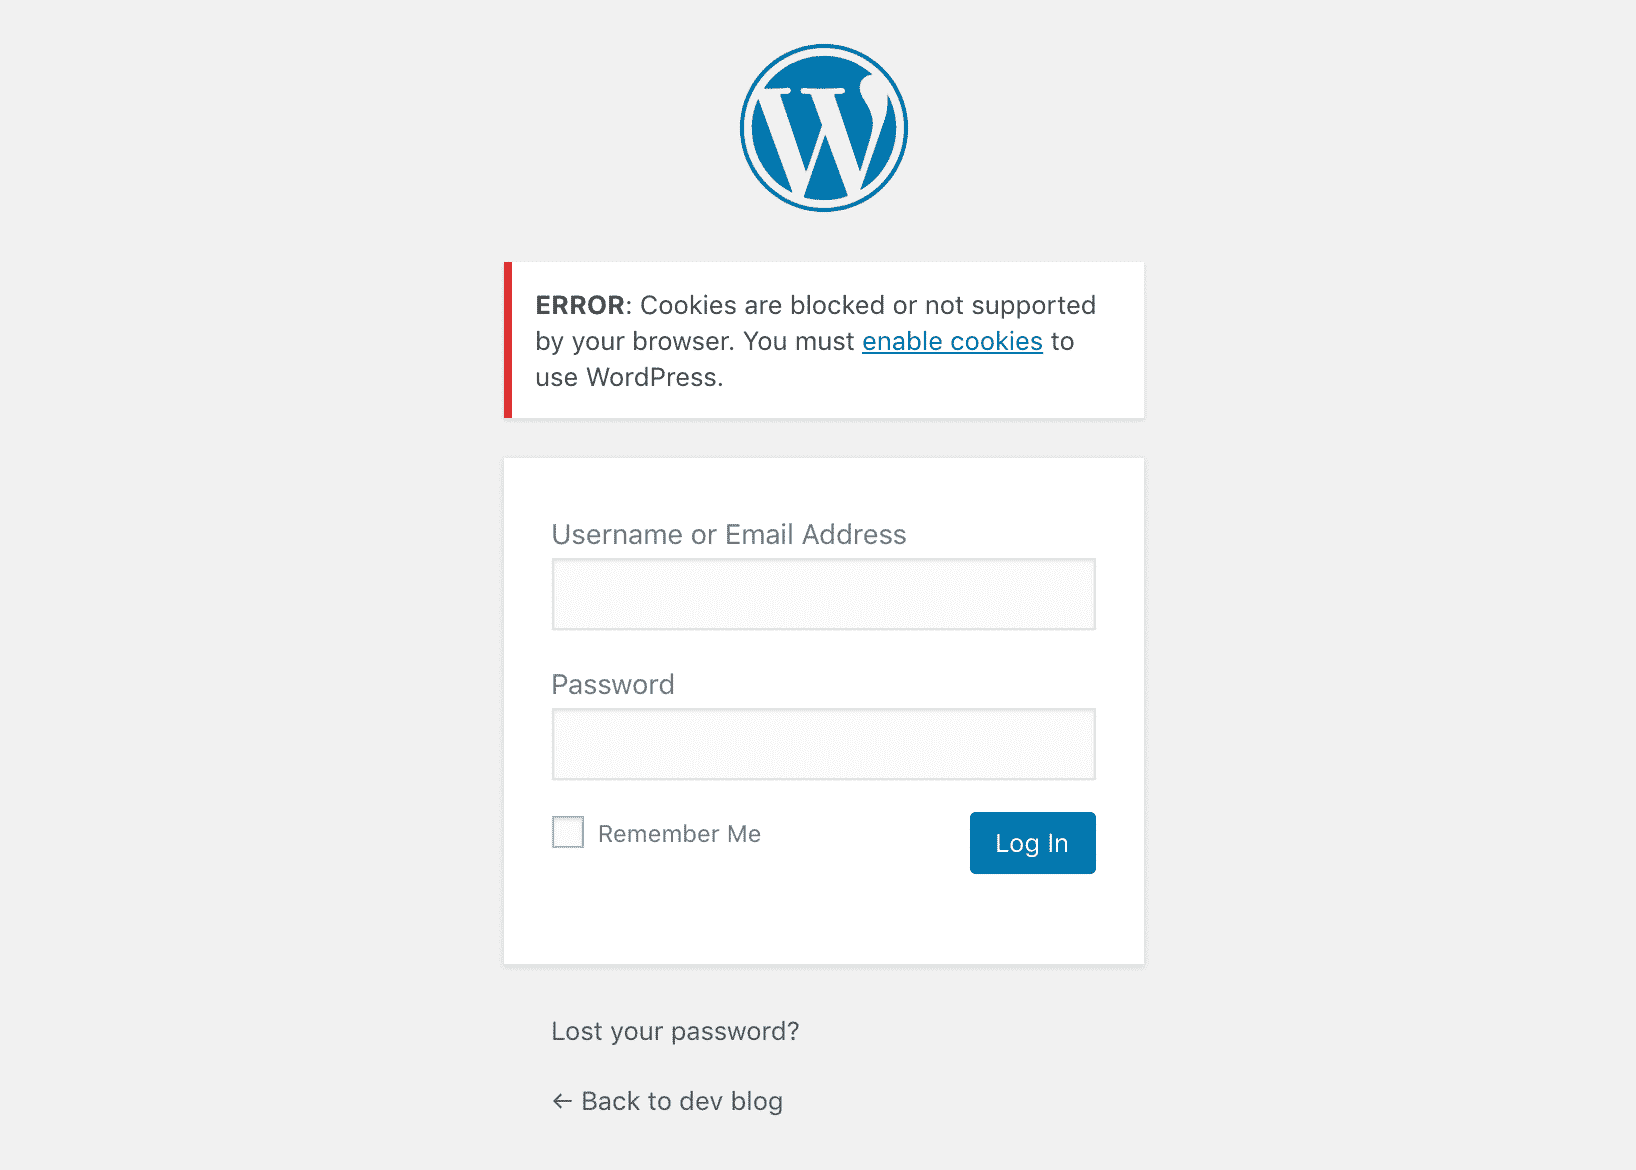 ERROR: Cookies are blocked or not supported
by your browser. You must enable cookies to
use WordPress.
Username or Email Address
Password
Remember Me
Log In
Lost your password?
← Back to dev blog